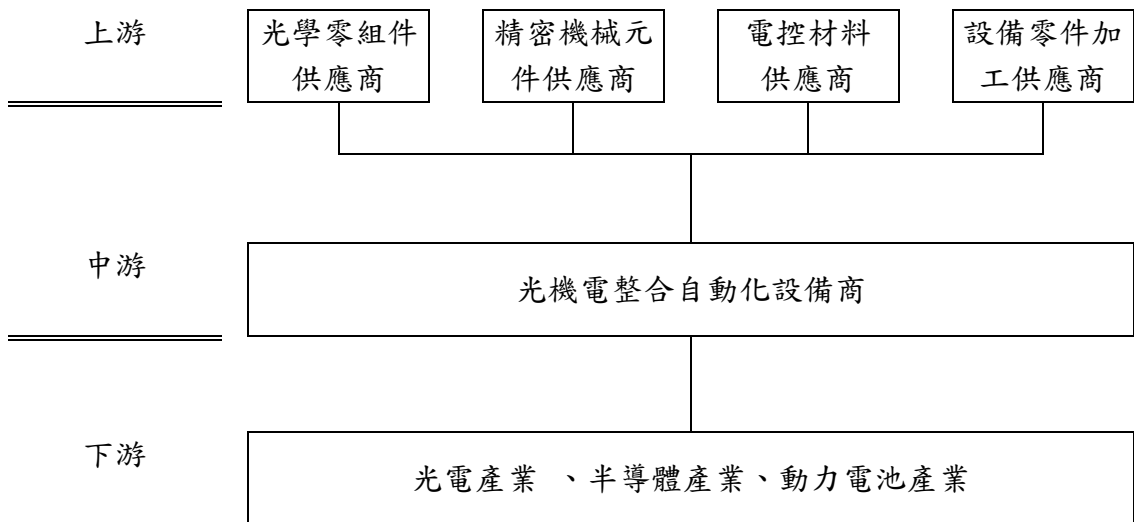 上游
光學零組件
供應商
精密機械元
件供應商
電控材料
供應商
設備零件加
工供應商
中游
光機電整合自動化設備商
下游
光電產業 、半導體產業、動力電池產業